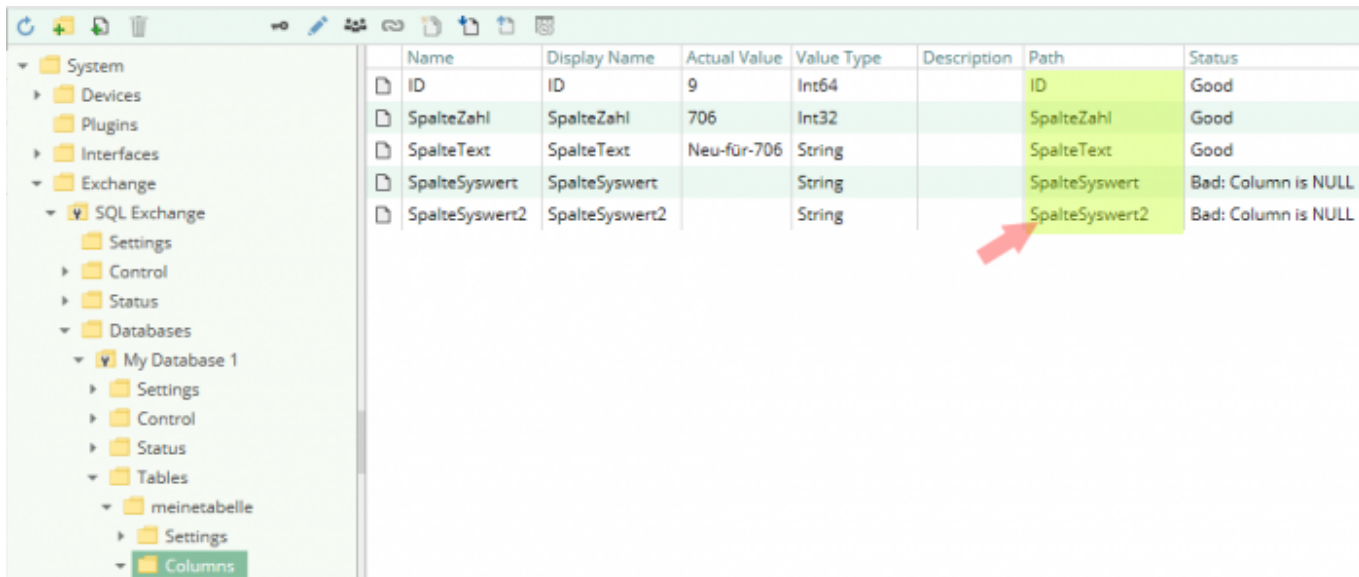 System
Devices
Plugins
Interfaces
Exchange
SQL Exchange
Settings
Control
Status
Databases
My Database 1
Settings
Control
Status
Tables
meinetabelle
Settings
Columns
Name Display Name Actual Value Value Type Description Path Status
ID ID 9 Int64 ID Good
SpalteZahl SpalteZahl 706 Int32 SpalteZahl Good
SpalteText SpalteText Neu-für-706 String SpalteText Good
SpalteSyswert SpalteSyswert String SpalteSyswert Bad: Column is NULL
SpalteSyswert2 SpalteSyswert2 String SpalteSyswert2 Bad: Column is NULL